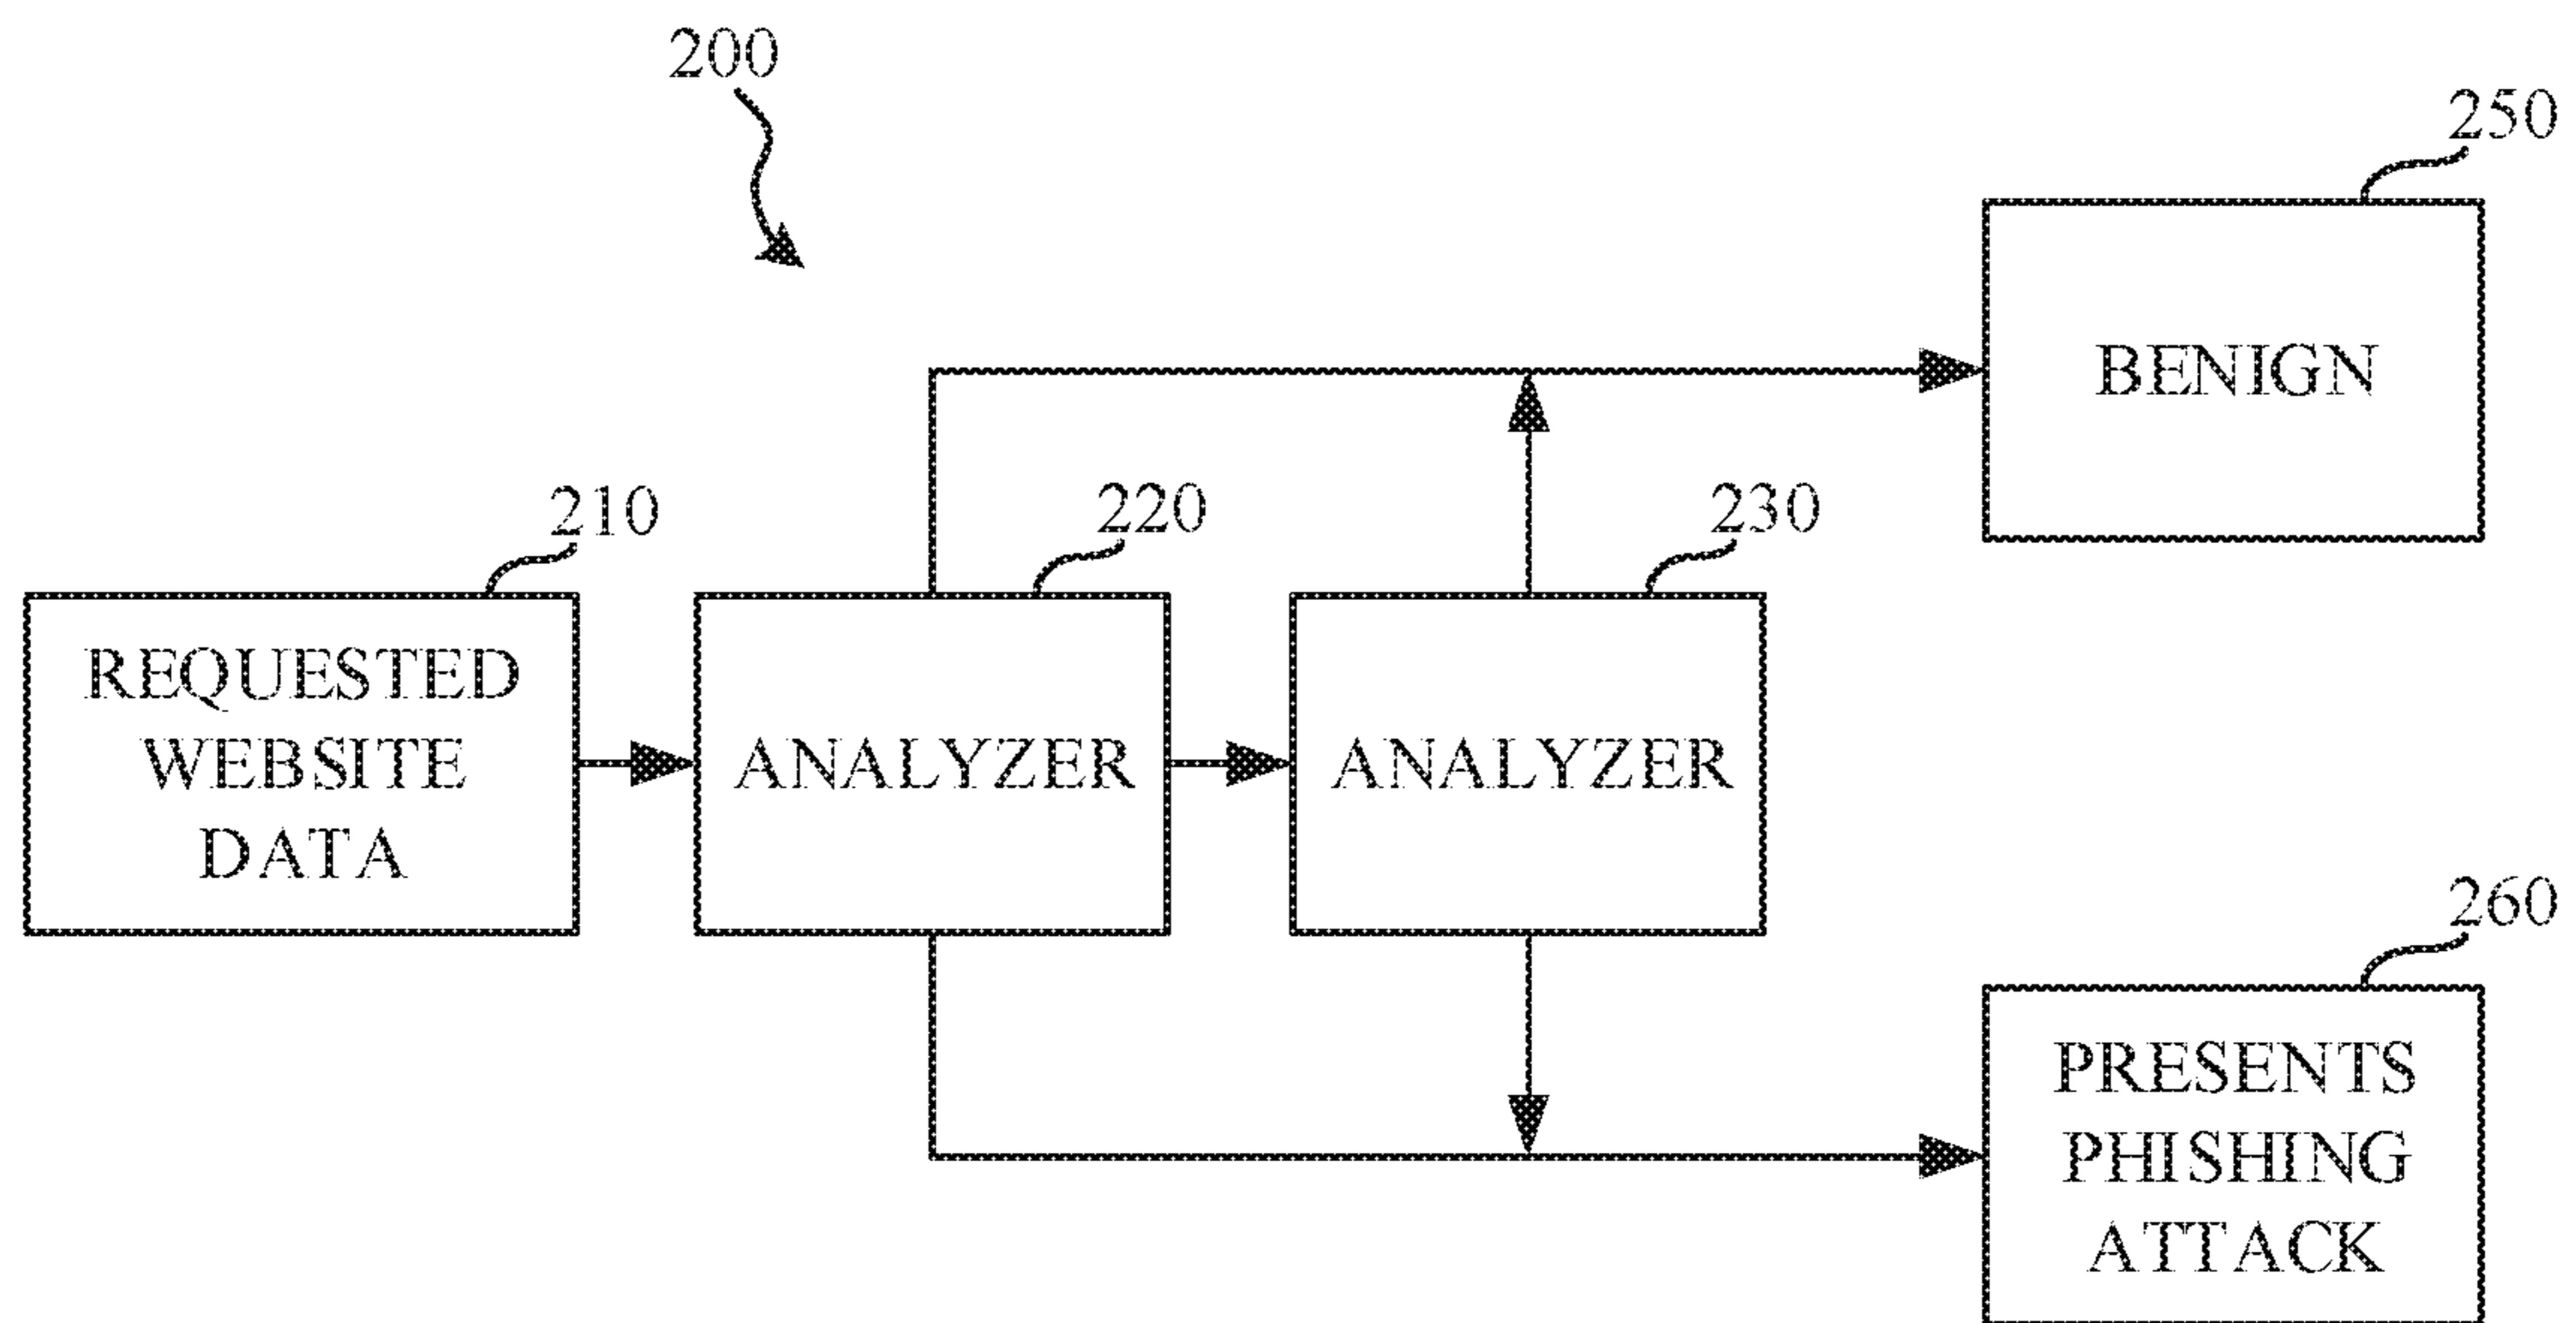 200
250
BENIGN
210
220
230
REQUESTED
WEBSITE
DATA
ANALYZER
ANALYZER
260
PRESENTS
PHISHING
ATTACK